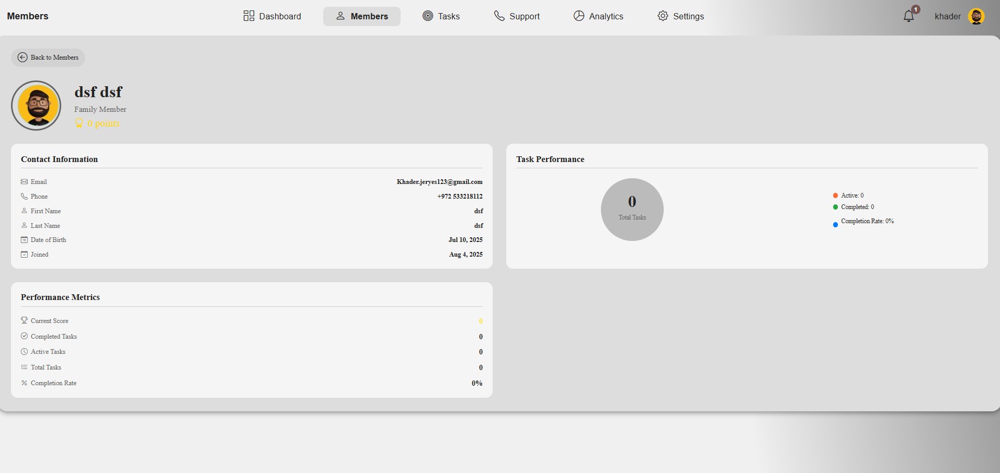 Members
Dashboard
Members
Tasks
Support
Analytics
Settings
1
khader
Back to Members
dsf dsf
Family Member
0 points
Contact Information
Email Khader.jeryes123@gmail.com
Phone +972 533218112
First Name dsf
Last Name dsf
Date of Birth Jul 10, 2025
Joined Aug 4, 2025
Task Performance
0
Total Tasks
Active: 0
Completed: 0
Completion Rate: 0%
Performance Metrics
Current Score 0
Completed Tasks 0
Active Tasks 0
Total Tasks 0
Completion Rate 0%